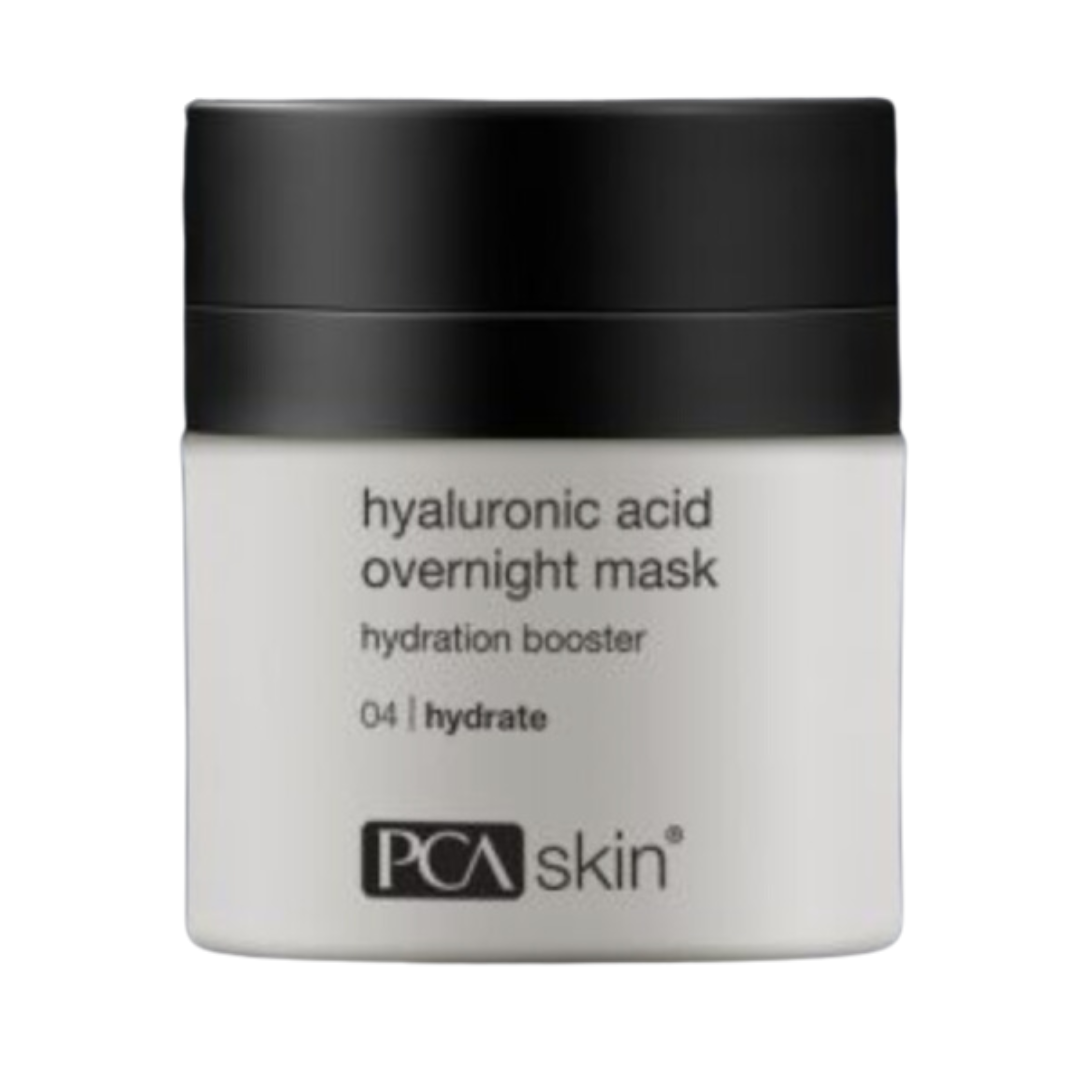 hyaluronic acid
overnight mask
hydration booster
04 | hydrate
PCA skin®